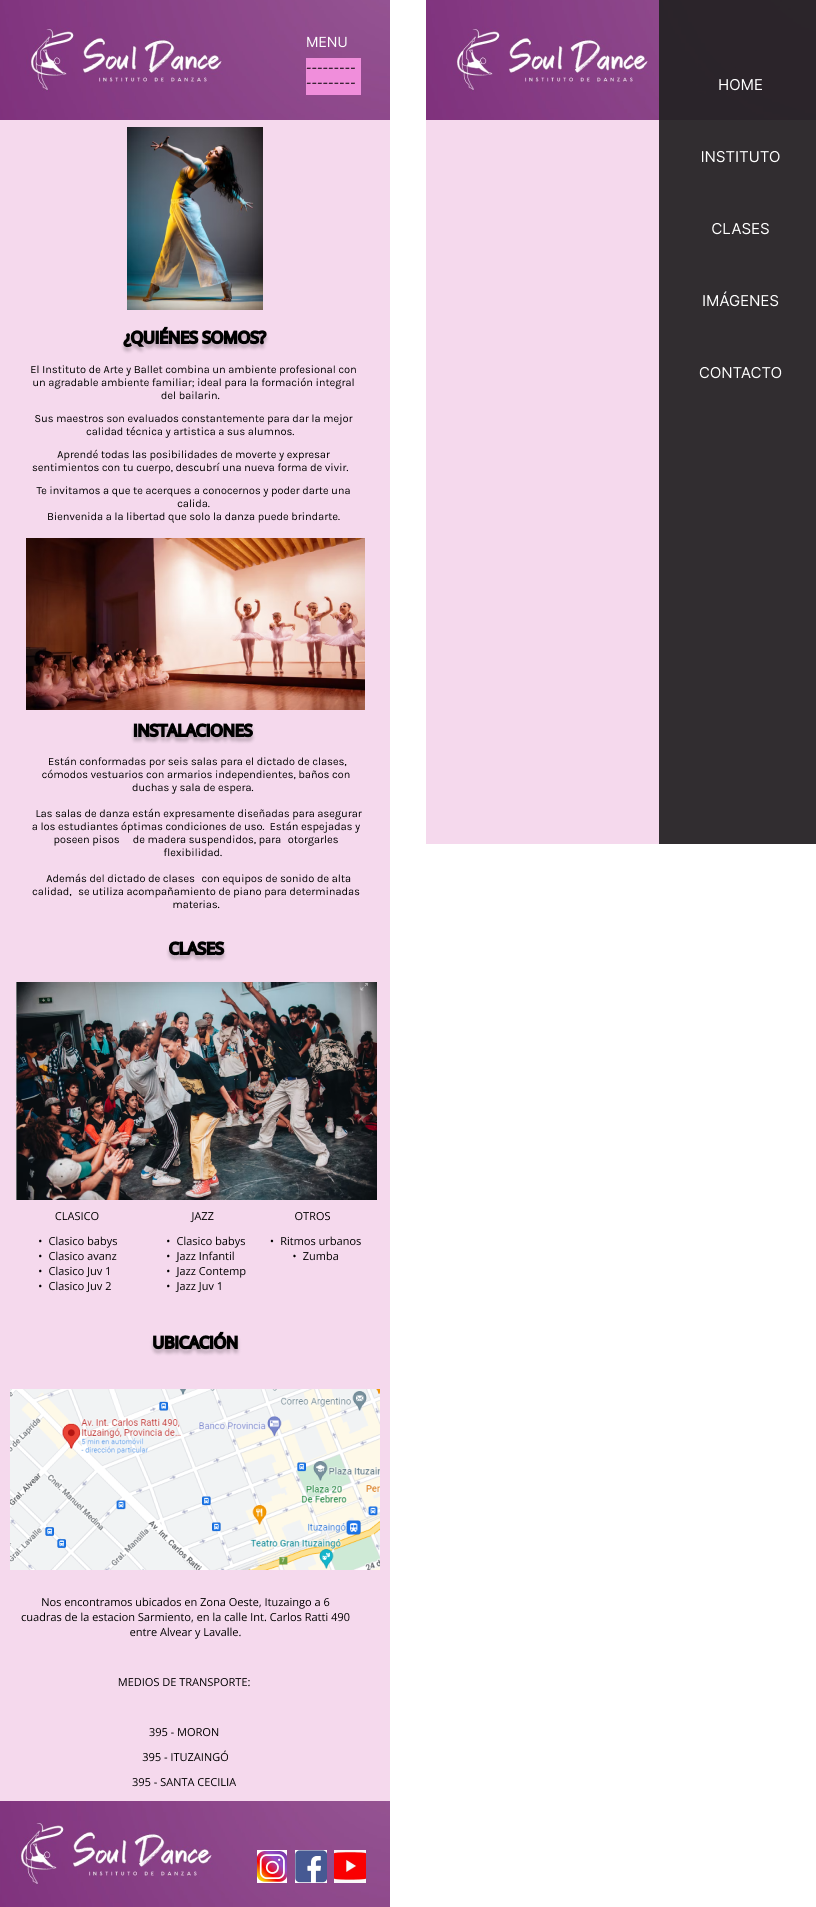 Soul Dance
INSTITUTO DE DANZAS
MENU
---------
---------
¿QUIÉNES SOMOS?
El Instituto de Arte y Ballet combina un ambiente profesional con
un agradable ambiente familiar; ideal para la formación integral
del bailarin.
Sus maestros son evaluados constantemente para dar la mejor
calidad técnica y artistica a sus alumnos.
Aprendé todas las posibilidades de moverte y expresar
sentimientos con tu cuerpo, descubrí una nueva forma de vivir.
Te invitamos a que te acerques a conocernos y poder darte una
calida.
Bienvenida a la libertad que solo la danza puede brindarte.
INSTALACIONES
Están conformadas por seis salas para el dictado de clases,
cómodos vestuarios con armarios independientes, baños con
duchas y sala de espera.
Las salas de danza están expresamente diseñadas para asegurar
a los estudiantes óptimas condiciones de uso. Están espejadas y
poseen pisos de madera suspendidos, para otorgarles
flexibilidad.
Además del dictado de clases con equipos de sonido de alta
calidad, se utiliza acompañamiento de piano para determinadas
materias.
CLASES
CLASICO
• Clasico babys
• Clasico avanz
• Clasico Juv 1
• Clasico Juv 2
JAZZ
• Clasico babys
• Jazz Infantil
• Jazz Contemp
• Jazz Juv 1
OTROS
• Ritmos urbanos
• Zumba
UBICACIÓN
Correo Argentino
Av. Int. Carlos Ratti 490,
Ituzaingó, Provincia de...
5 min en automóvil
- dirección particular
Banco Provincia
de Laprida
Plaza Ituzain
Gral. Alvear
Cnel. Manuel Medina
Plaza 20
De Febrero
Per
Av. Int. Carlos Ratti
Ituzaingó
Gral. Lavalle
Gral. Mansilla
Teatro Gran Ituzaingó
24 d
Nos encontramos ubicados en Zona Oeste, Ituzaingo a 6
cuadras de la estacion Sarmiento, en la calle Int. Carlos Ratti 490
entre Alvear y Lavalle.
MEDIOS DE TRANSPORTE:
395 - MORON
395 - ITUZAINGÓ
395 - SANTA CECILIA
Soul Dance
INSTITUTO DE DANZAS
Soul Dance
INSTITUTO DE DANZAS
HOME
INSTITUTO
CLASES
IMÁGENES
CONTACTO